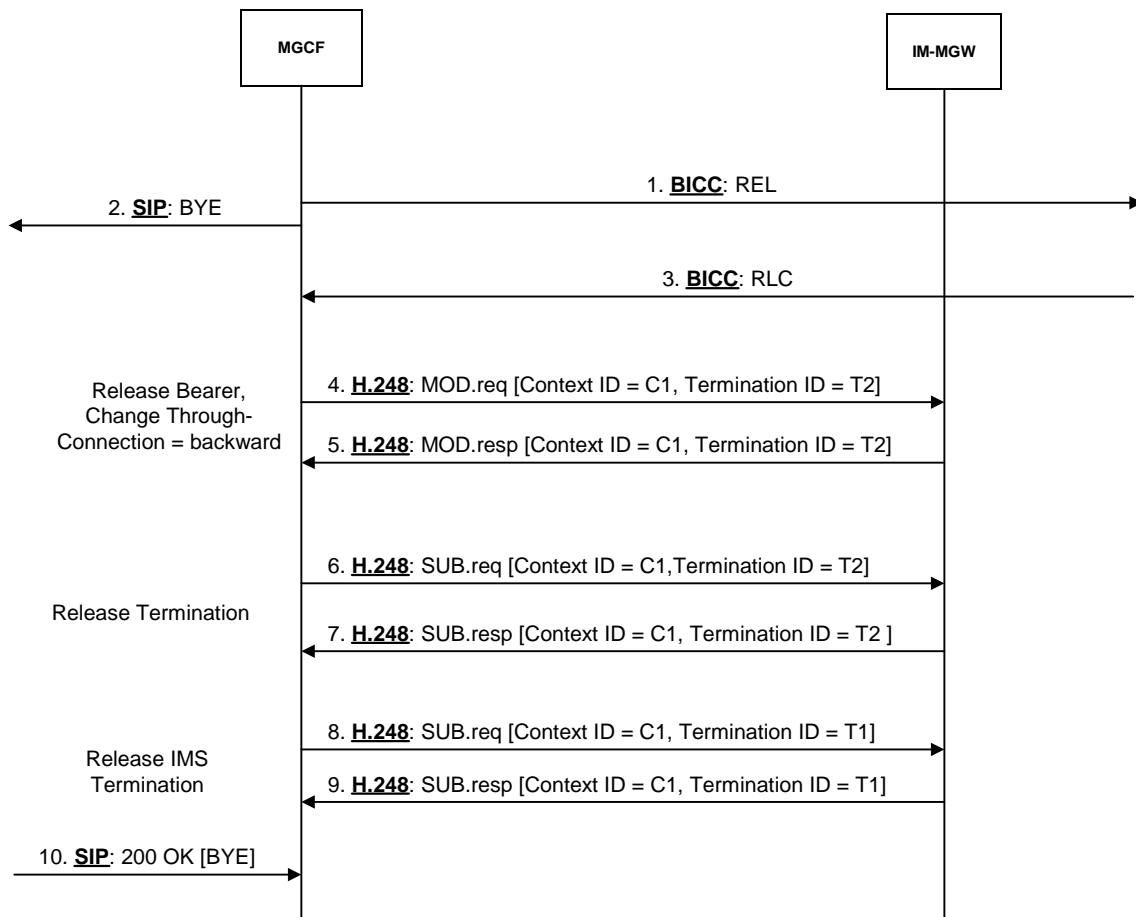 MGCF
IM-MGW
1. BICC: REL
2. SIP: BYE
3. BICC: RLC
Release Bearer,
Change Through-
Connection = backward
4. H.248: MOD.req [Context ID = C1, Termination ID = T2]
5. H.248: MOD.resp [Context ID = C1, Termination ID = T2]
6. H.248: SUB.req [Context ID = C1,Termination ID = T2]
Release Termination
7. H.248: SUB.resp [Context ID = C1, Termination ID = T2 ]
8. H.248: SUB.req [Context ID = C1, Termination ID = T1]
Release IMS
Termination
9. H.248: SUB.resp [Context ID = C1, Termination ID = T1]
10. SIP: 200 OK [BYE]